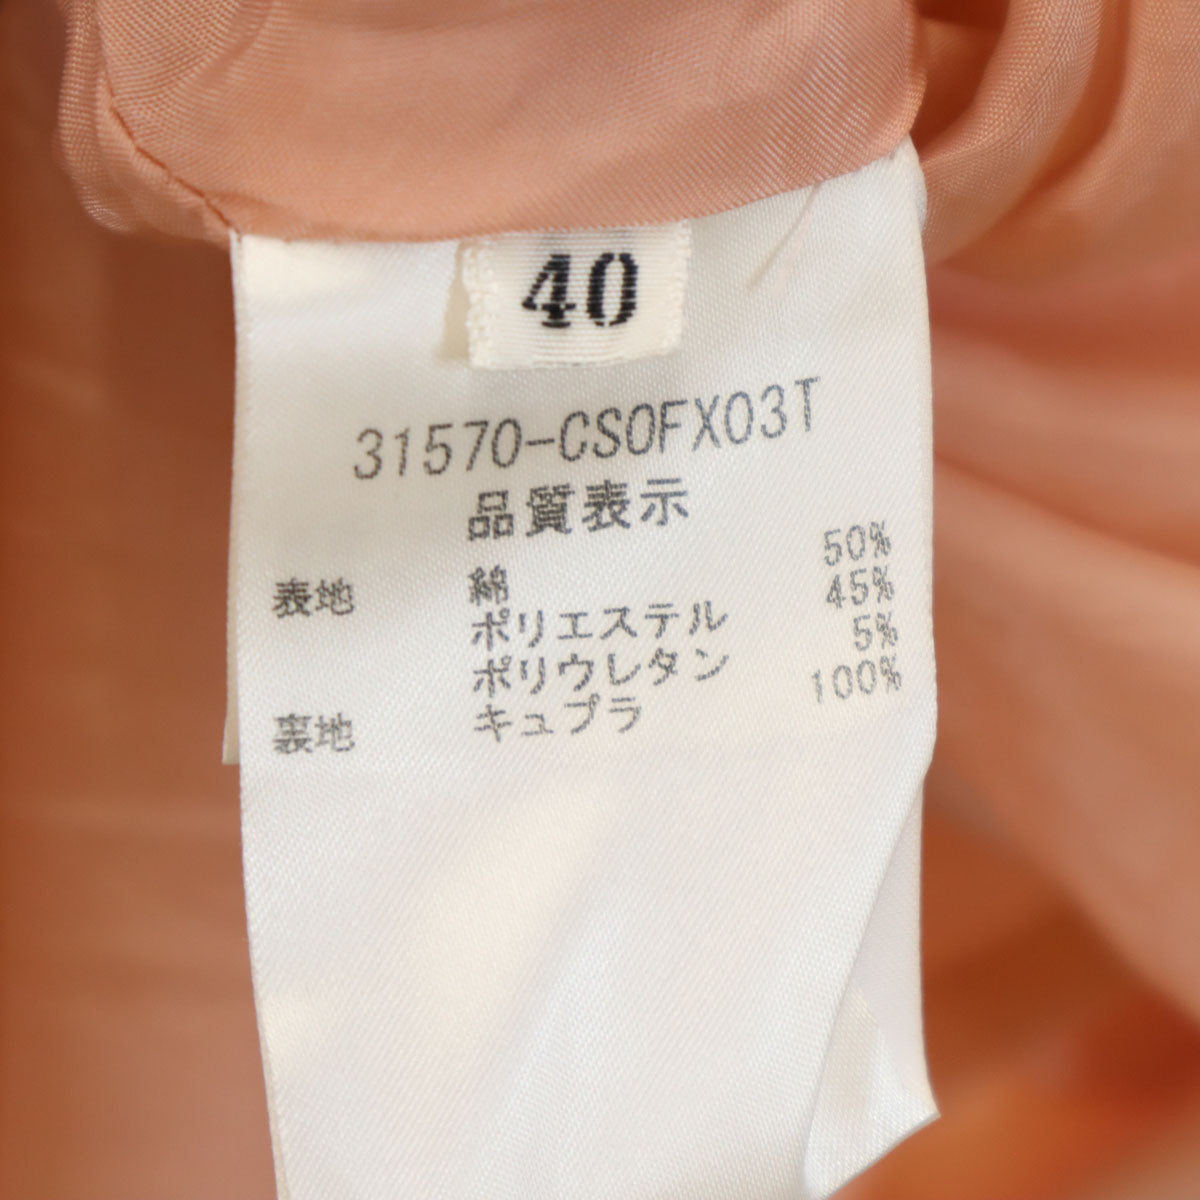 40
31570-CS0FX03T
品質表示
表地 綿 50%
ポリエステル 45%
ポリウレタン 5%
裏地 キュプラ 100%